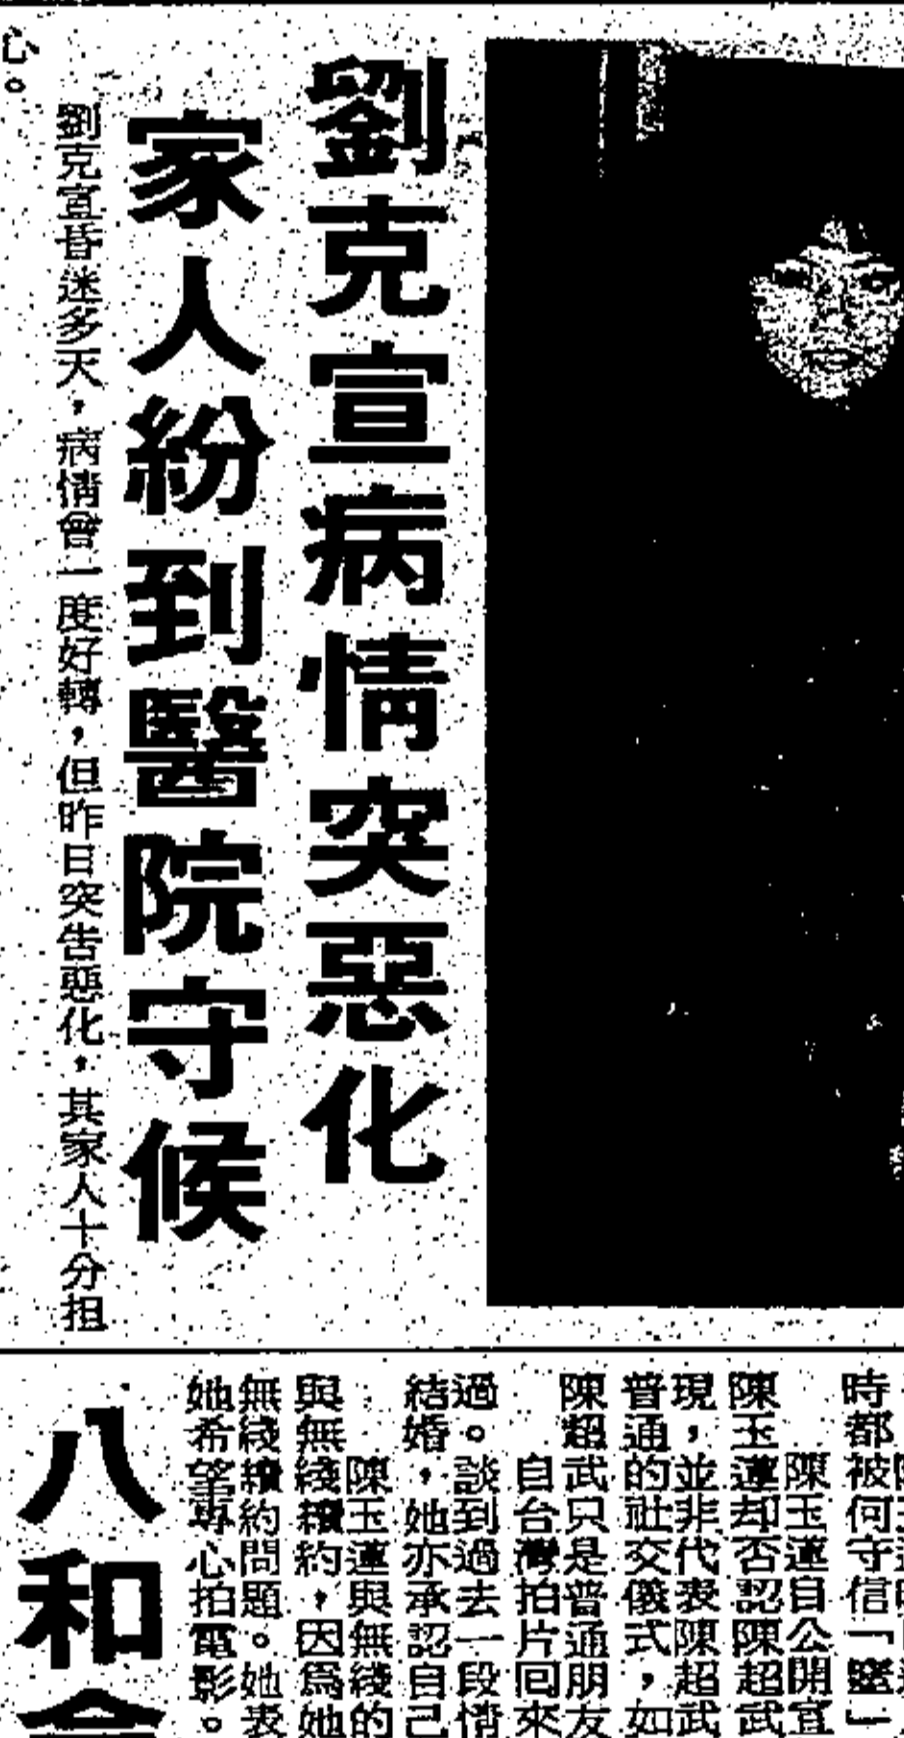 劉克宣病情突惡化
家人紛到醫院守候
劉克宣昏迷多天，病情曾一度好轉，但昨日突告惡化，其家人十分担
心。
時都被何守信「
陳玉蓮自公開宣
陳玉蓮却否認陳超武
現，並非代表陳超武
普通的社交儀式，如
陳超武只是普通朋友
自台灣拍片回來
過。談到過去一段情
結婚，她亦承認自己
陳玉蓮與無綫的
與無綫續約，因爲她
無綫續約問題。她表
她希望專心拍電影。
八和會